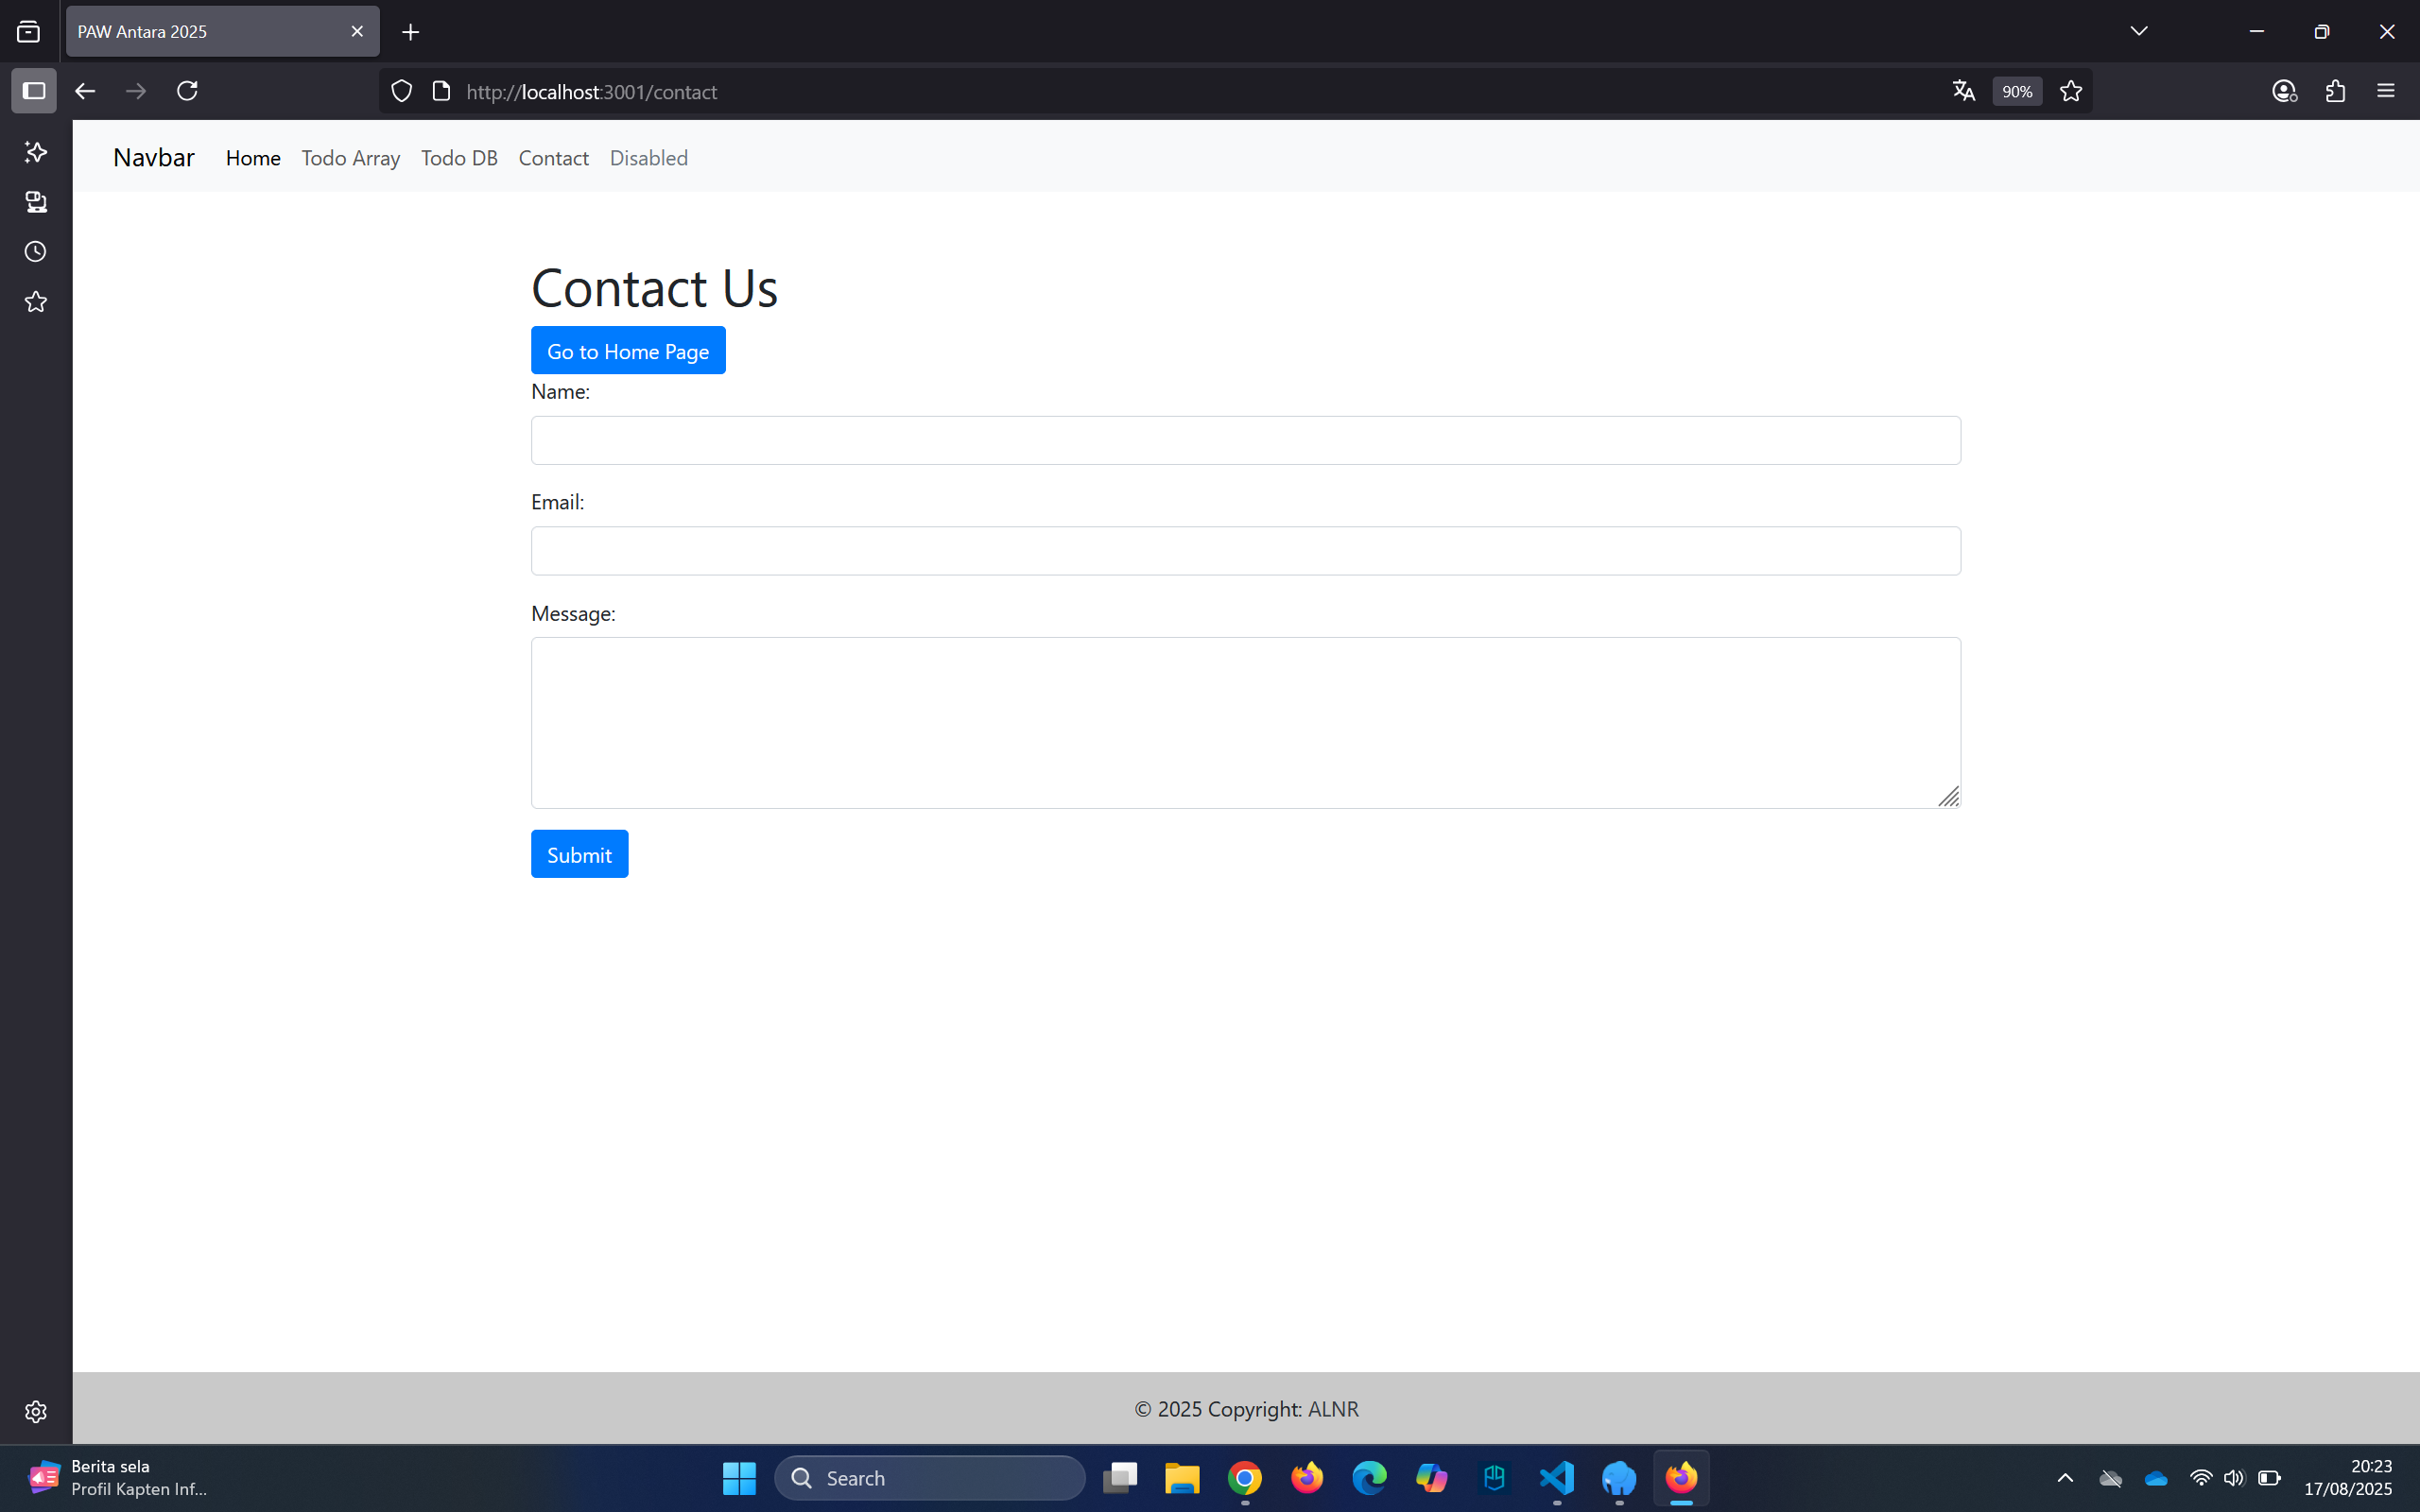 PAW Antara 2025
http://localhost:3001/contact
90%
Navbar Home Todo Array Todo DB Contact Disabled
Contact Us
Go to Home Page
Name:
Email:
Message:
Submit
© 2025 Copyright: ALNR
Berita sela
Profil Kapten Inf...
Search
20:23
17/08/2025